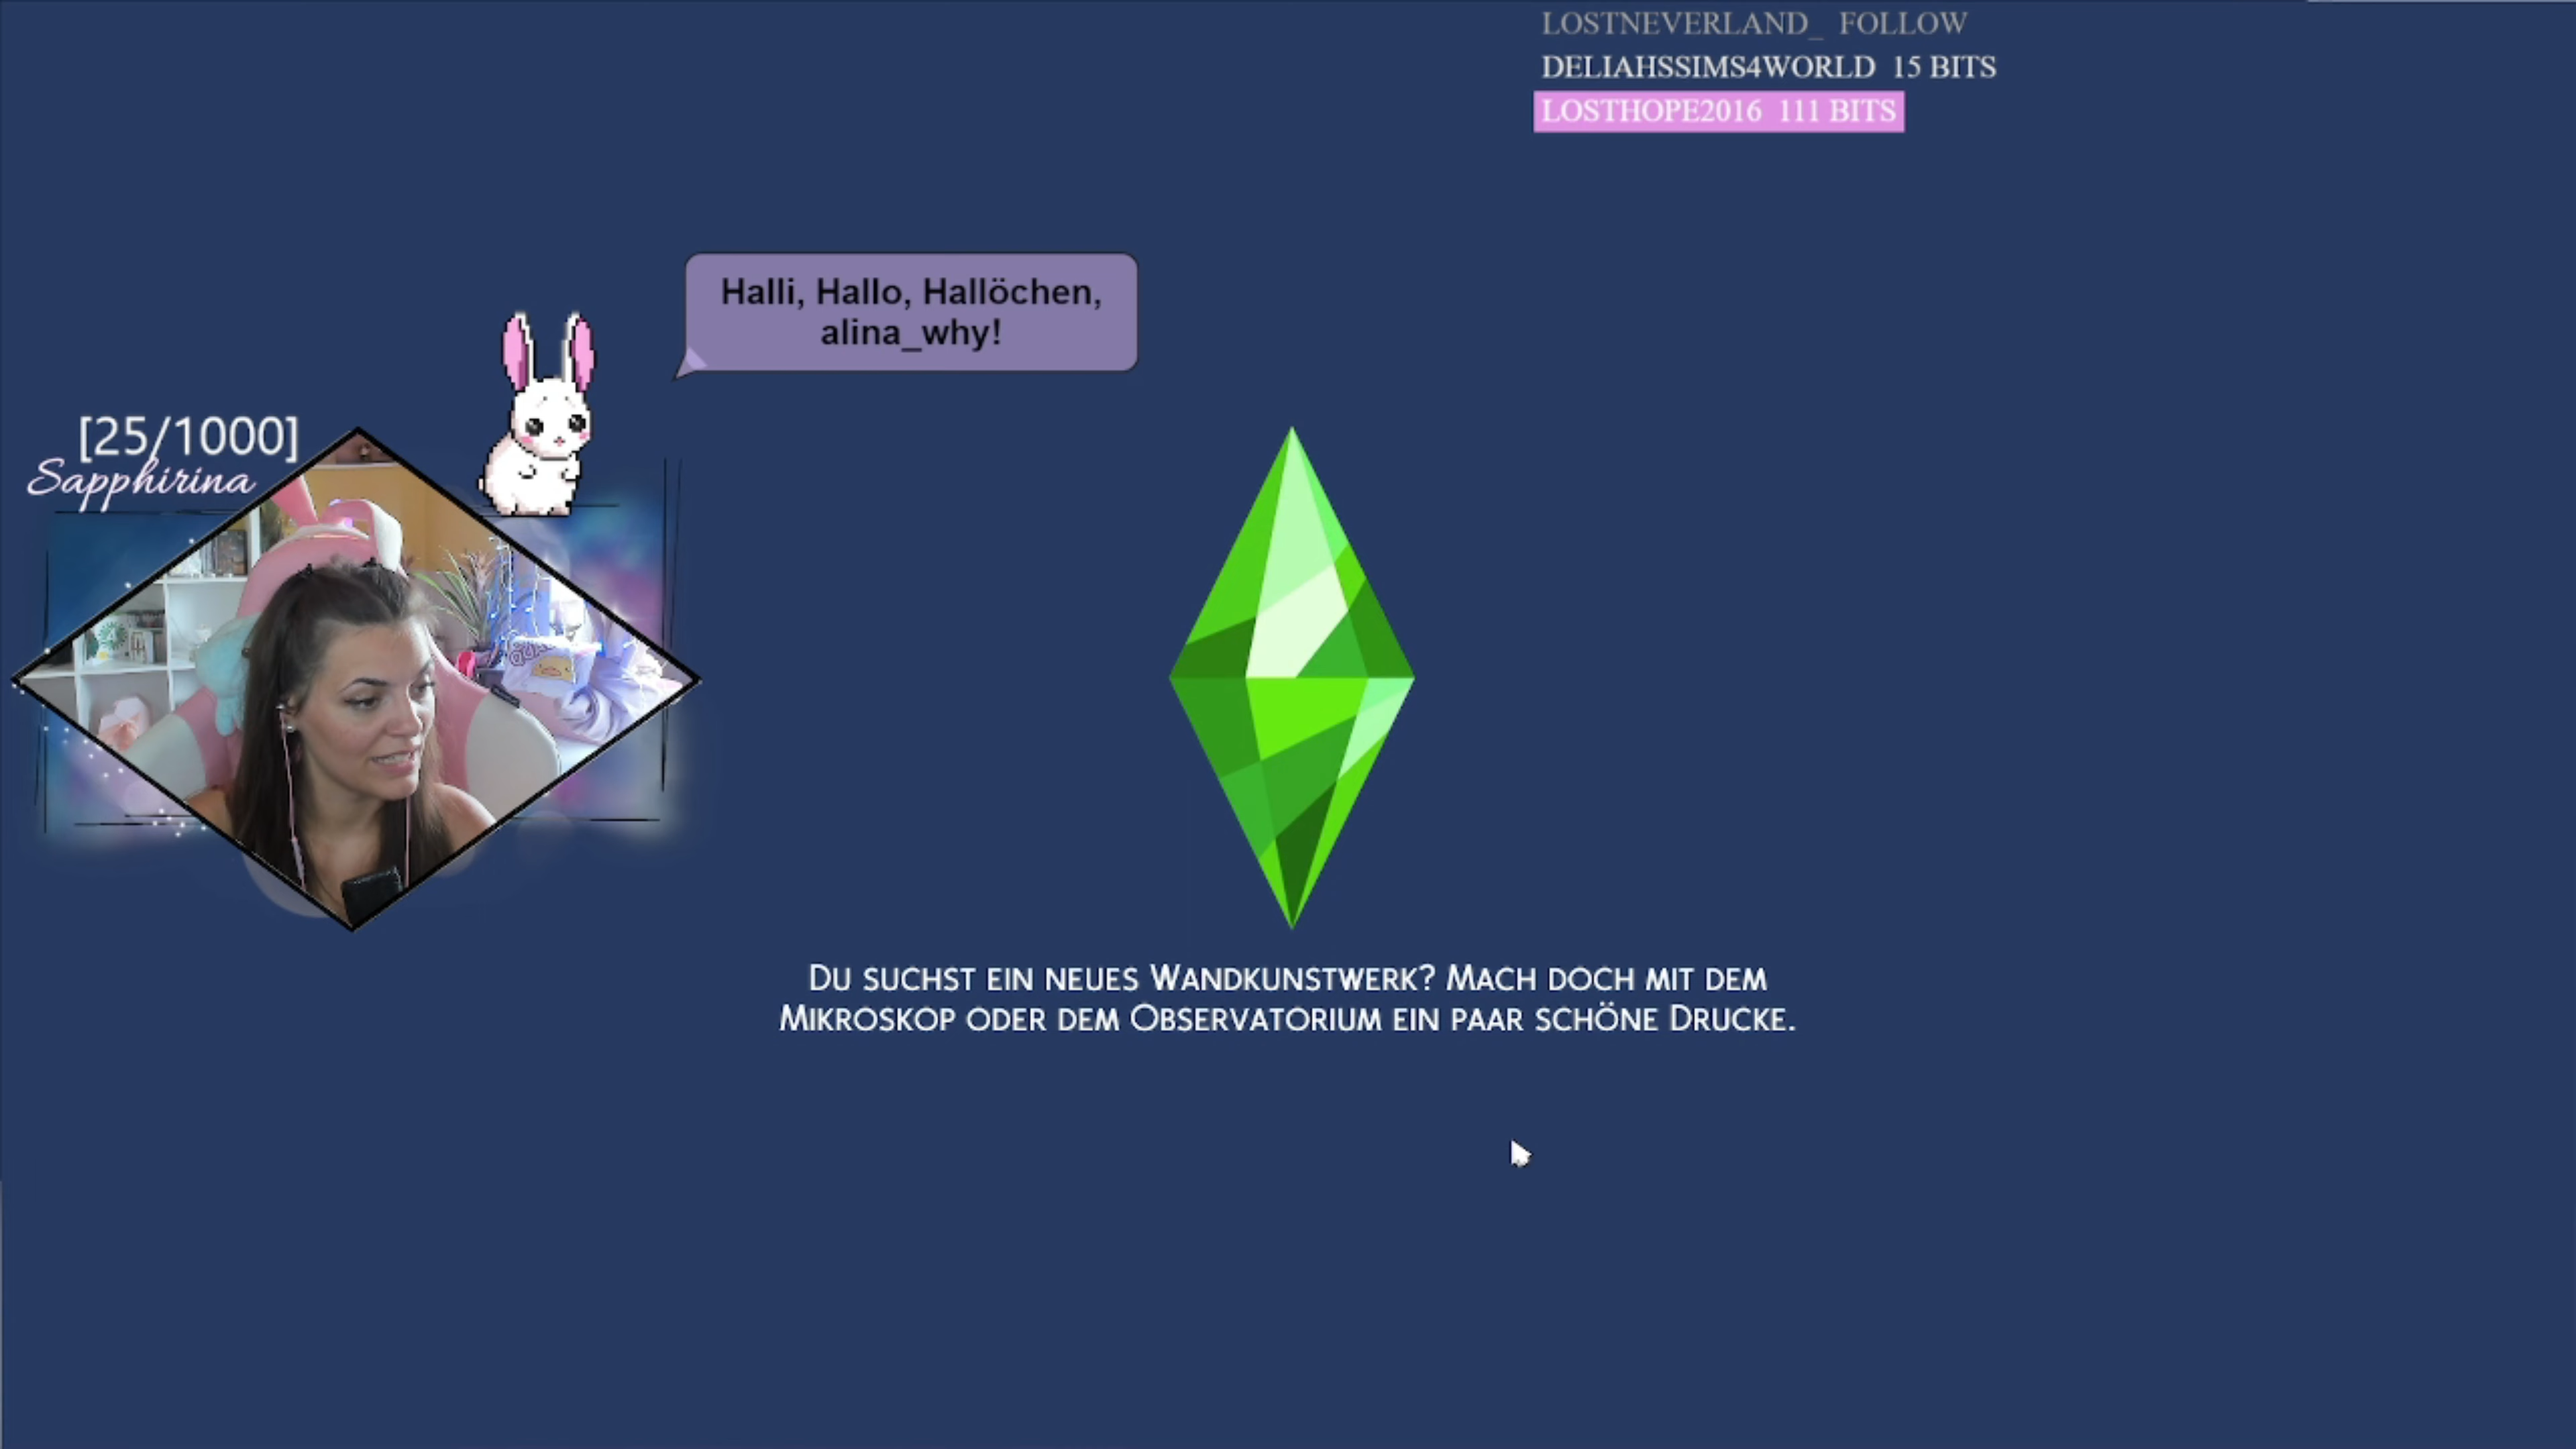 LOSTNEVERLAND_ FOLLOW
DELIAHSSIMS4WORLD 15 BITS
LOSTHOPE2016 111 BITS
Halli, Hallo, Hallöchen,
alina_why!
[25/1000]
Sapphirina
DU SUCHST EIN NEUES WANDKUNSTWERK? MACH DOCH MIT DEM
MIKROSKOP ODER DEM OBSERVATORIUM EIN PAAR SCHÖNE DRUCKE.